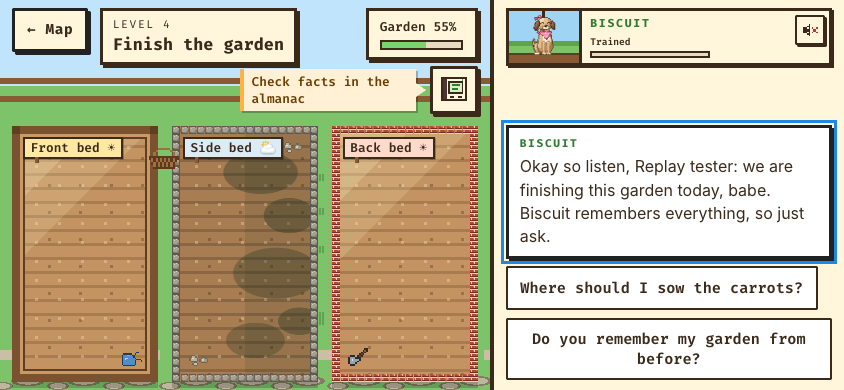 ← Map
LEVEL 4
Finish the garden
Garden 55%
Check facts in the
almanac
Front bed ☀
Side bed ⛅
Back bed ☀
BISCUIT
Trained
BISCUIT
Okay so listen, Replay tester: we are
finishing this garden today, babe.
Biscuit remembers everything, so just
ask.
Where should I sow the carrots?
Do you remember my garden from
before?